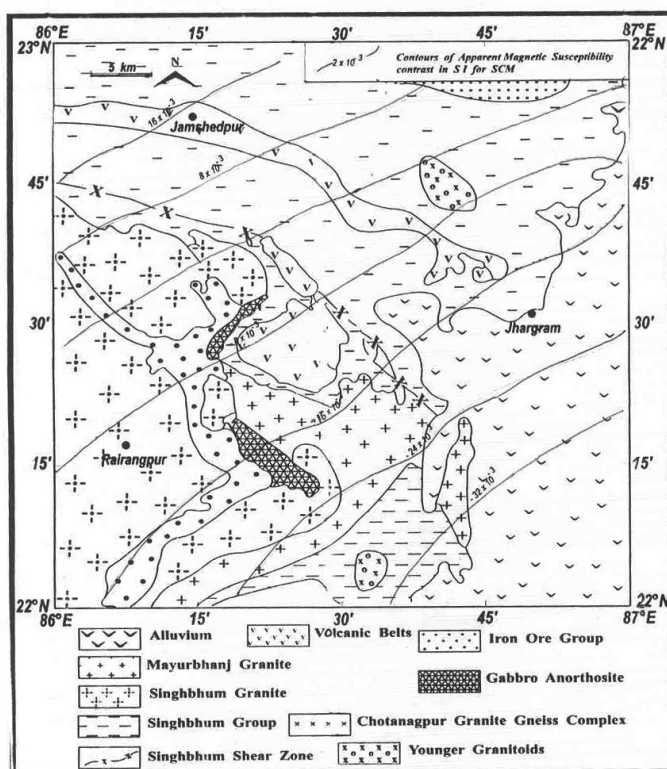 86°E 15' 30' 45' 87°E
23°N 22°N
5 km
N
2 x 10⁻³
Contours of Apparent Magnetic Susceptibility
contrast in S I for SCM
16 x 10⁻³
Jamshedpur
8 x 10⁻³
45' 45'
X
X
X
30' 30'
X
Jhargram
X
X
X
-16 x 10⁻³
-24 x 10⁻³
Rairangpur
15' 15'
-32 x 10⁻³
22°N 22°N
86°E 15' 30' 45' 87°E
Alluvium Volcanic Belts Iron Ore Group
Mayurbhanj Granite Gabbro Anorthosite
Singhbhum Granite
Singhbhum Group Chotanagpur Granite Gneiss Complex
Singhbhum Shear Zone Younger Granitoids